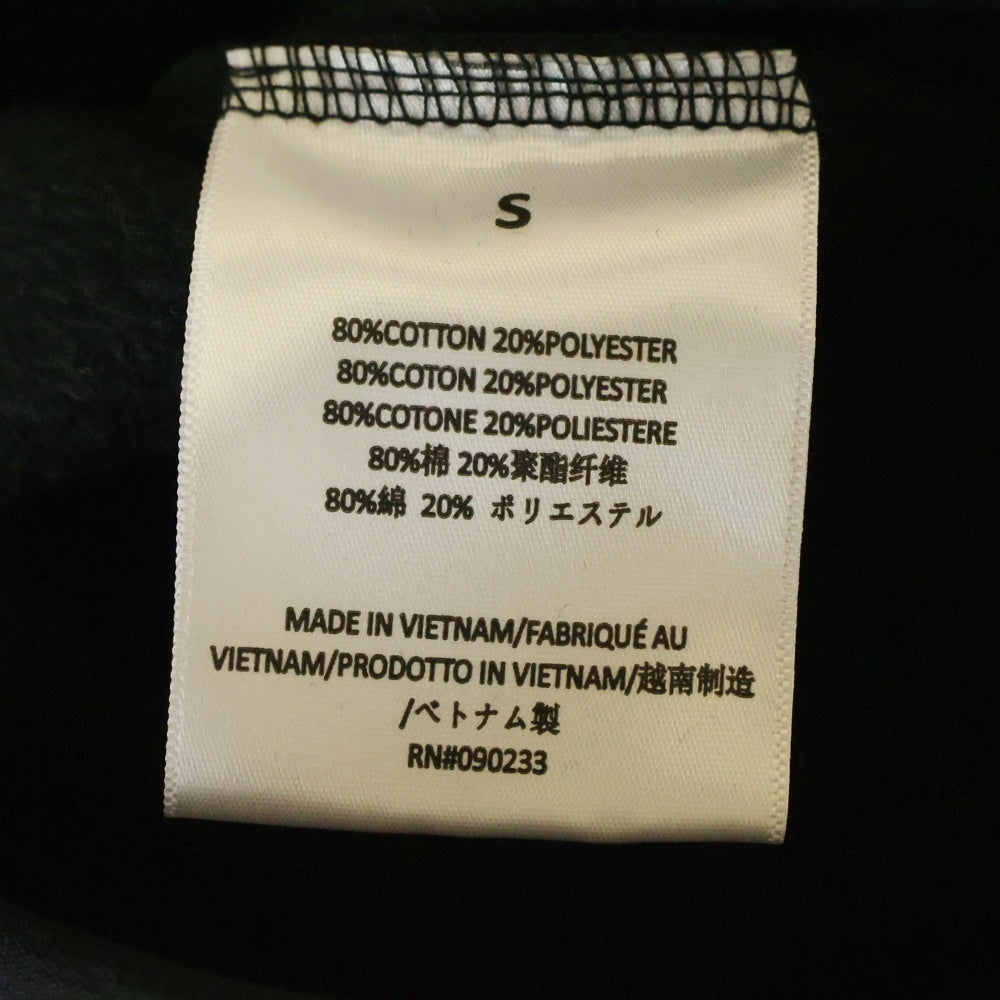 S
80%COTTON 20%POLYESTER
80%COTON 20%POLYESTER
80%COTONE 20%POLIESTERE
80%棉 20%聚酯纤维
80%綿 20% ポリエステル
MADE IN VIETNAM/FABRIQUÉ AU
VIETNAM/PRODOTTO IN VIETNAM/越南制造
/ベトナム製
RN#090233